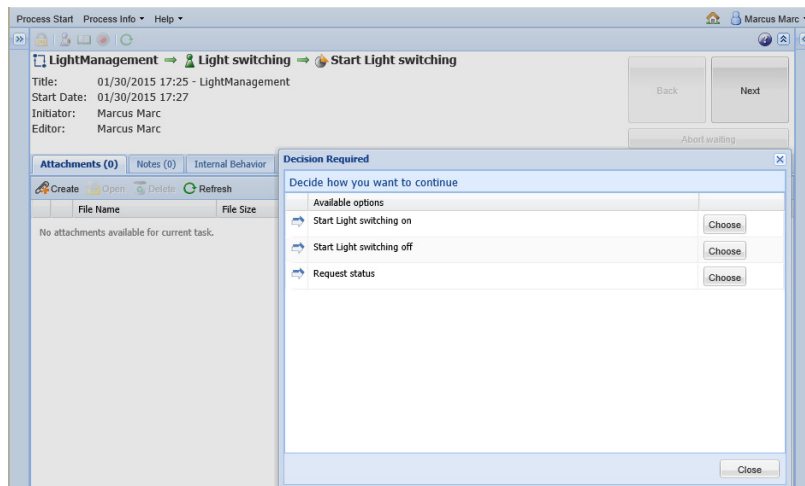 Process Start Process Info Help Marcus Marc
LightManagement ⇒ Light switching ⇒ Start Light switching
Title: 01/30/2015 17:25 - LightManagement
Start Date: 01/30/2015 17:27
Initiator: Marcus Marc
Editor: Marcus Marc
Back Next
Abort waiting
Attachments (0) Notes (0) Internal Behavior
Create Open Delete Refresh
File Name File Size
No attachments available for current task.
Decision Required
Decide how you want to continue
Available options
Start Light switching on Choose
Start Light switching off Choose
Request status Choose
Close